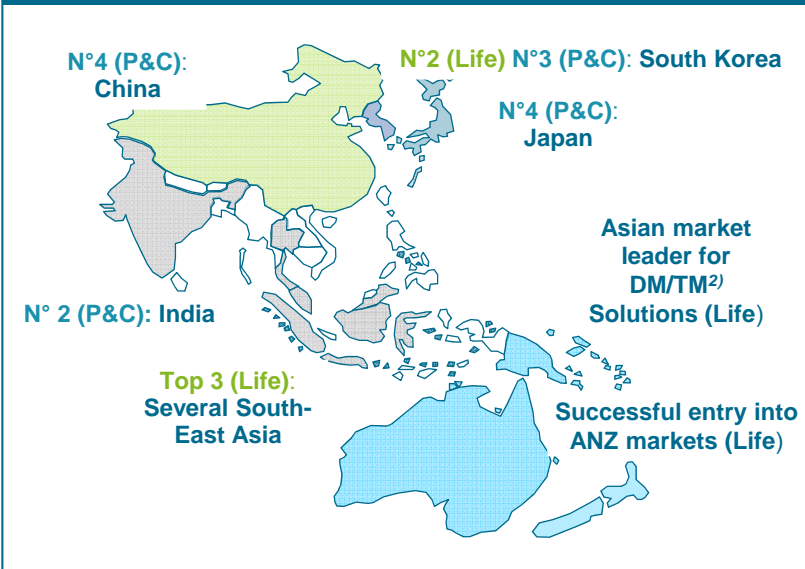 N°4 (P&C):
China
N°2 (Life) N°3 (P&C): South Korea
N°4 (P&C):
Japan
Asian market
leader for
DM/TM2)
Solutions (Life)
N° 2 (P&C): India
Top 3 (Life):
Several South-
East Asia
Successful entry into
ANZ markets (Life)